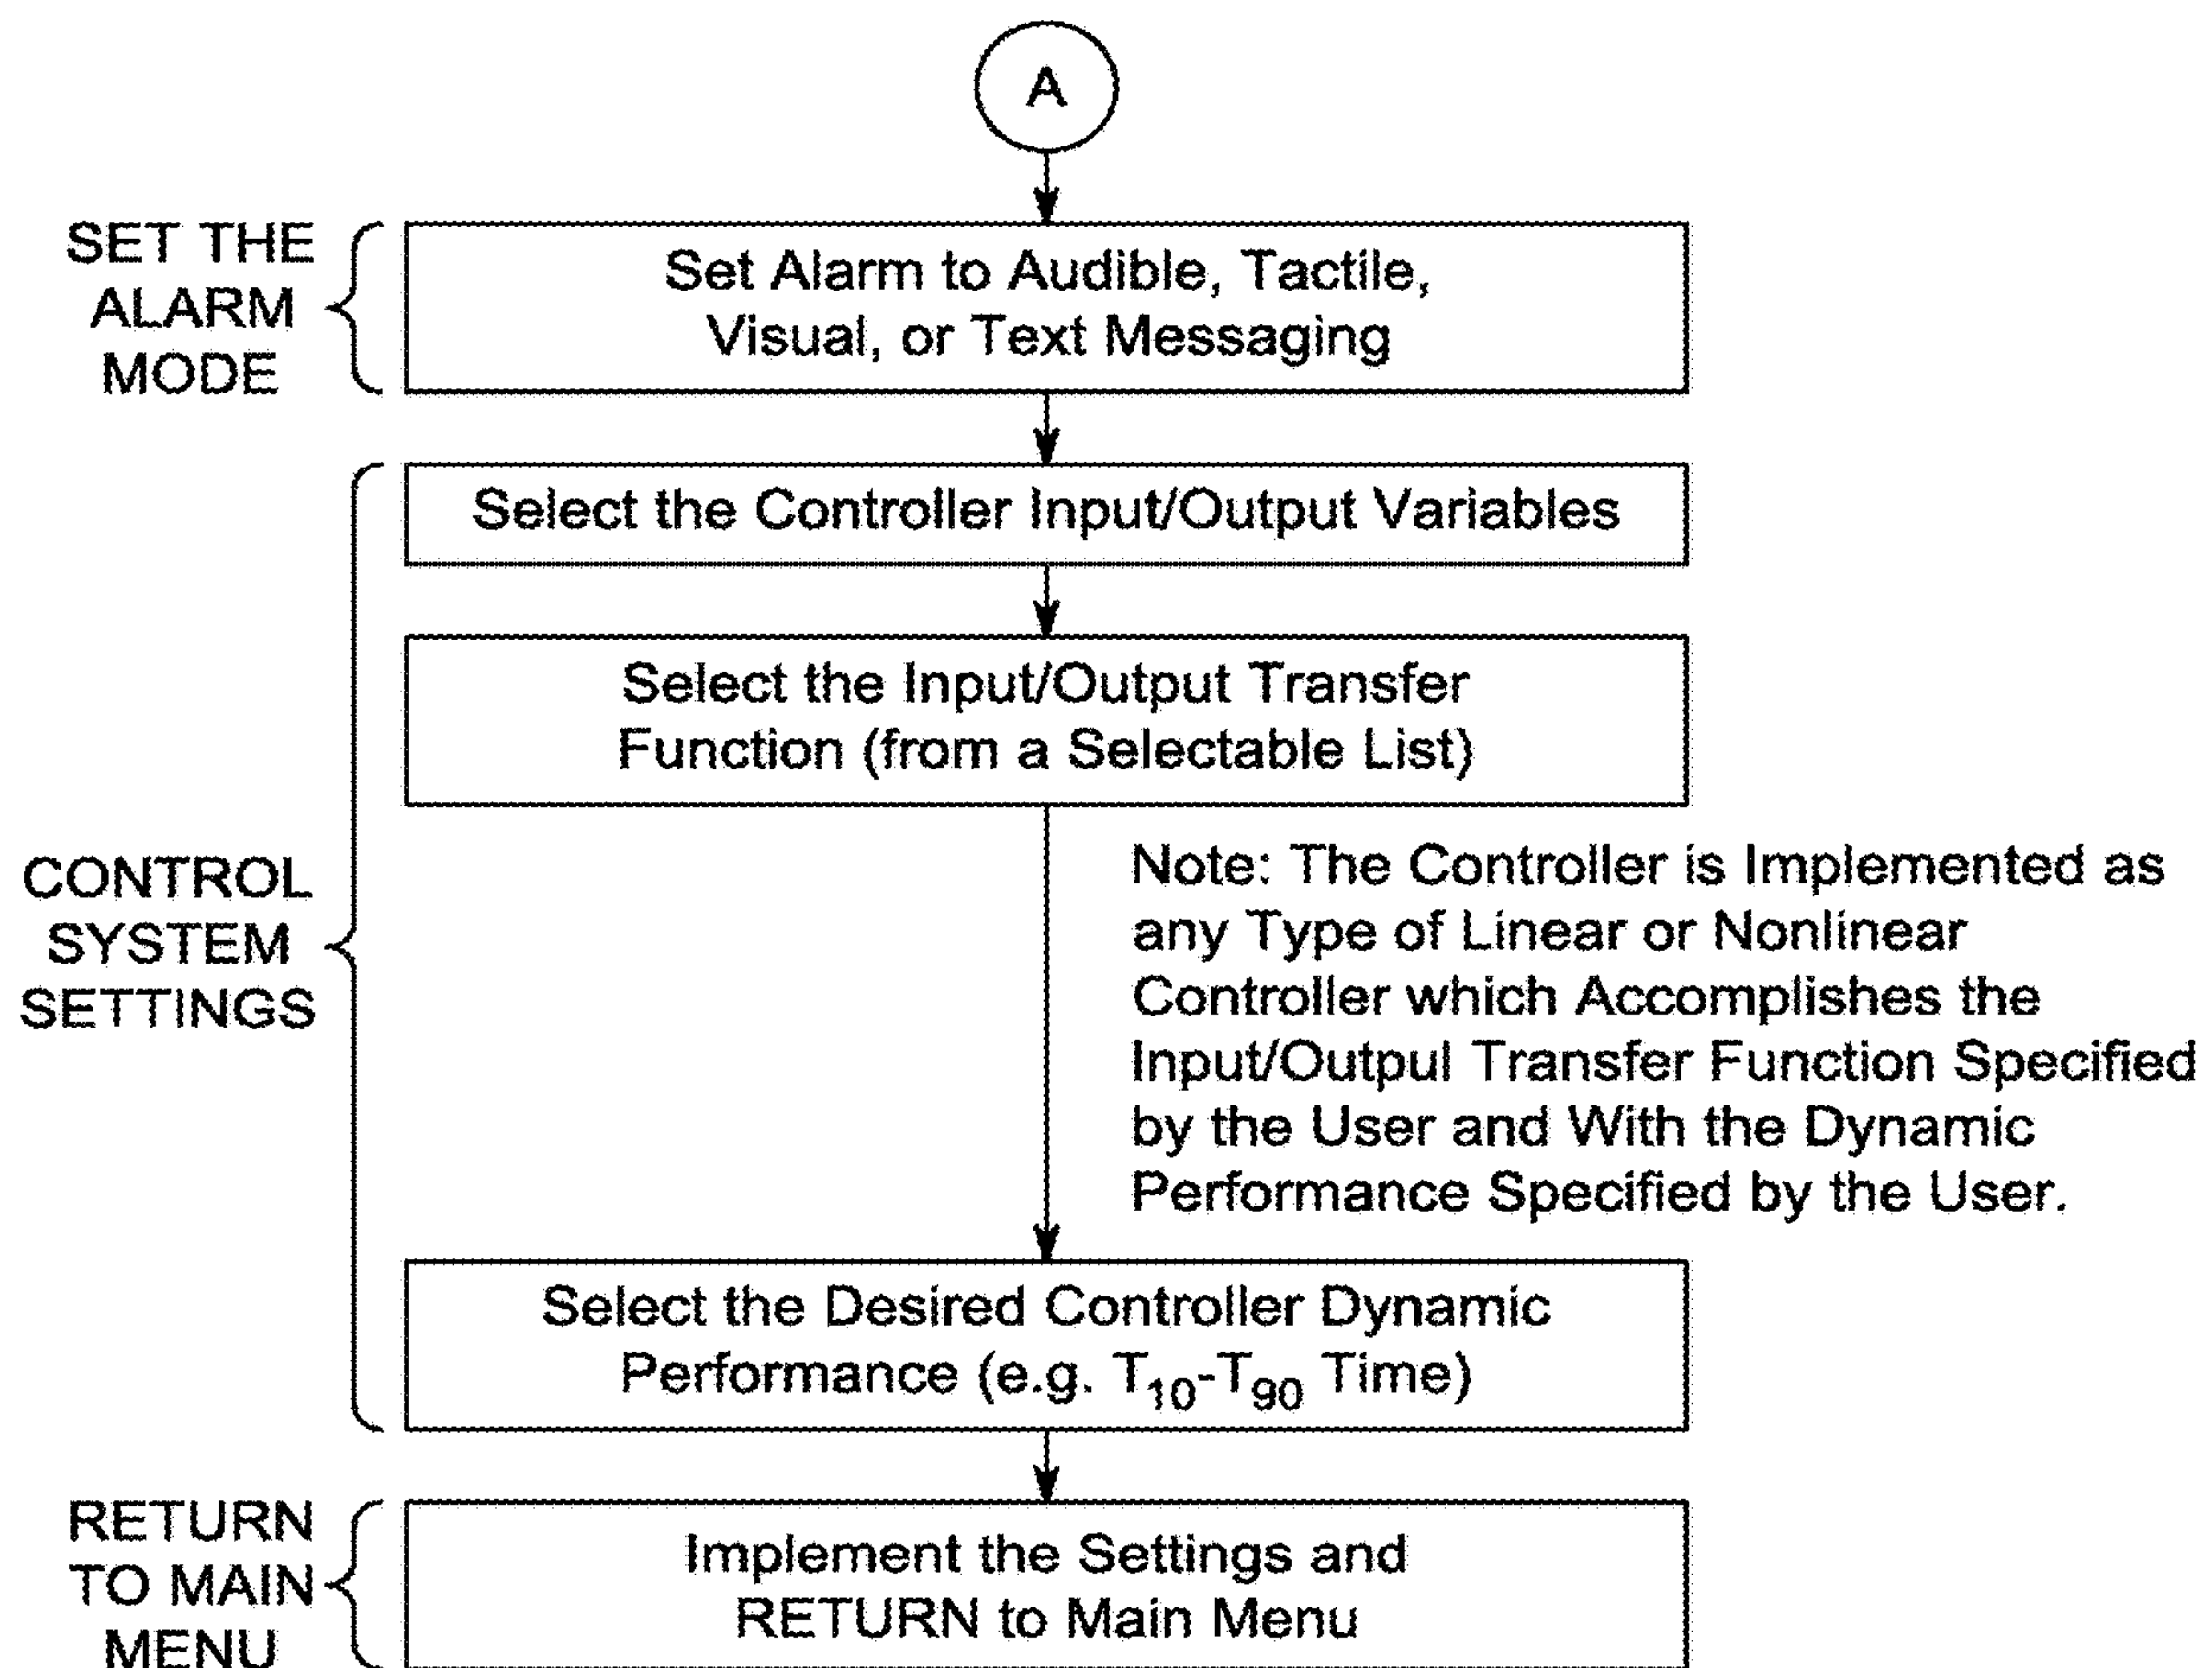 A
SET THE
ALARM
MODE
Set Alarm to Audible, Tactile,
Visual, or Text Messaging
CONTROL
SYSTEM
SETTINGS
Select the Controller Input/Output Variables
Select the Input/Output Transfer
Function (from a Selectable List)
Note: The Controller is Implemented as
any Type of Linear or Nonlinear
Controller which Accomplishes the
Input/Outpul Transfer Function Specified
by the User and With the Dynamic
Performance Specified by the User.
Select the Desired Controller Dynamic
Performance (e.g. T10-T90 Time)
RETURN
TO MAIN
MENU
Implement the Settings and
RETURN to Main Menu